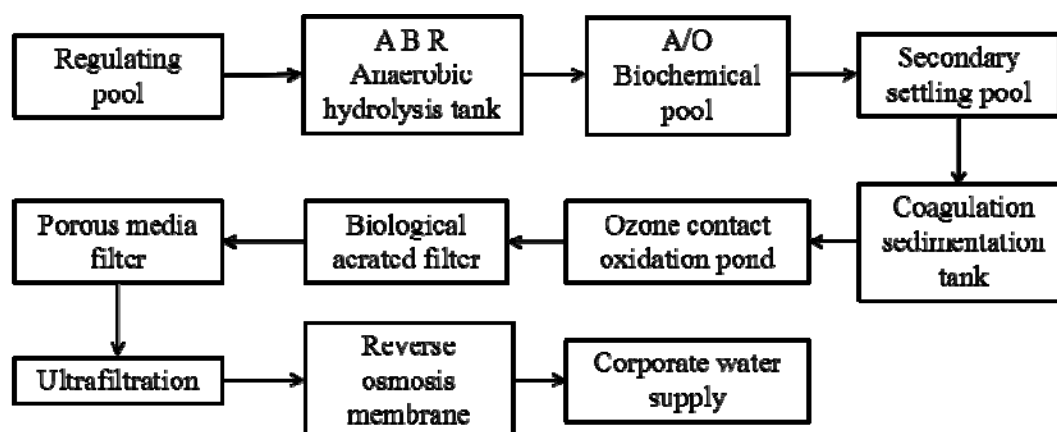 Regulating
pool
A B R
Anaerobic
hydrolysis tank
A/O
Biochemical
pool
Secondary
settling pool
Coagulation
sedimentation
tank
Ozone contact
oxidation pond
Biological
aerated filter
Porous media
filter
Ultrafiltration
Reverse
osmosis
membrane
Corporate water
supply